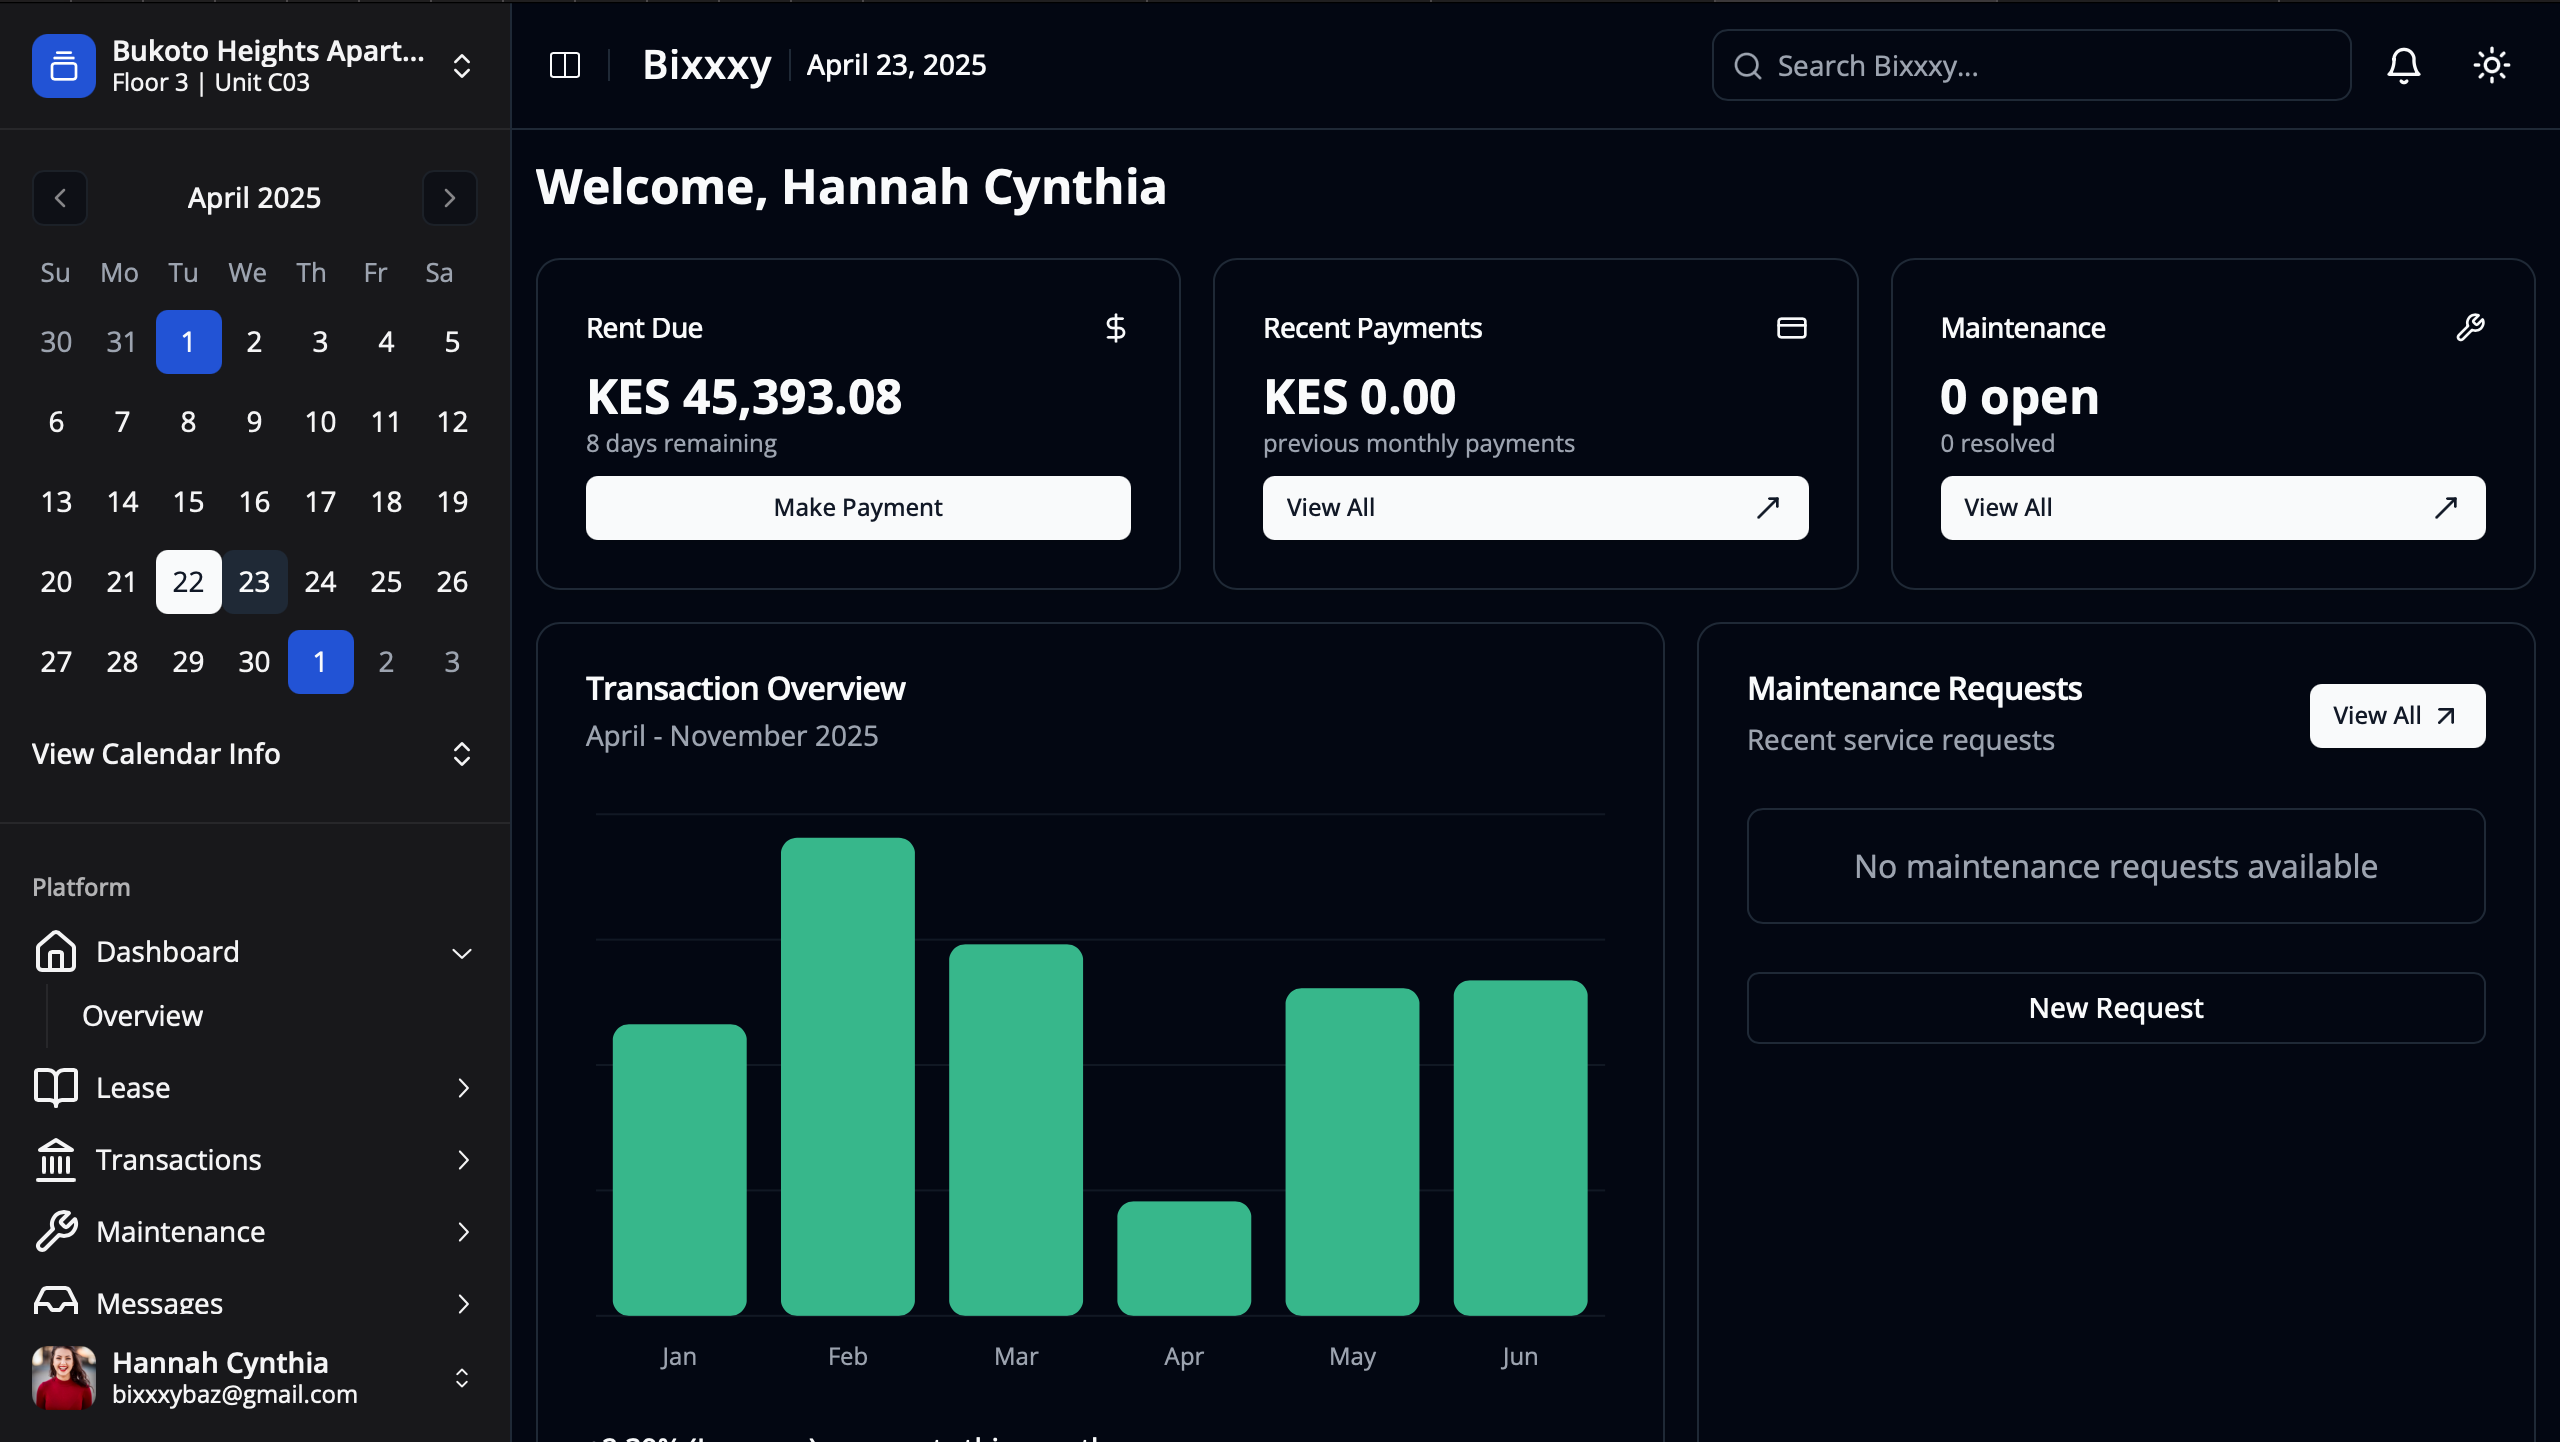 Bukoto Heights Apart...
Floor 3 | Unit C03
Bixxxy
April 23, 2025
Search Bixxxy...
April 2025
Su Mo Tu We Th Fr Sa
30 31 1 2 3 4 5
6 7 8 9 10 11 12
13 14 15 16 17 18 19
20 21 22 23 24 25 26
27 28 29 30 1 2 3
View Calendar Info
Platform
Dashboard
Overview
Lease
Transactions
Maintenance
Messages
Hannah Cynthia
bixxxybaz@gmail.com
Welcome, Hannah Cynthia
Rent Due
KES 45,393.08
8 days remaining
Make Payment
Recent Payments
KES 0.00
previous monthly payments
View All
Maintenance
0 open
0 resolved
View All
Transaction Overview
April - November 2025
Jan Feb Mar Apr May Jun
Maintenance Requests
Recent service requests
View All
No maintenance requests available
New Request